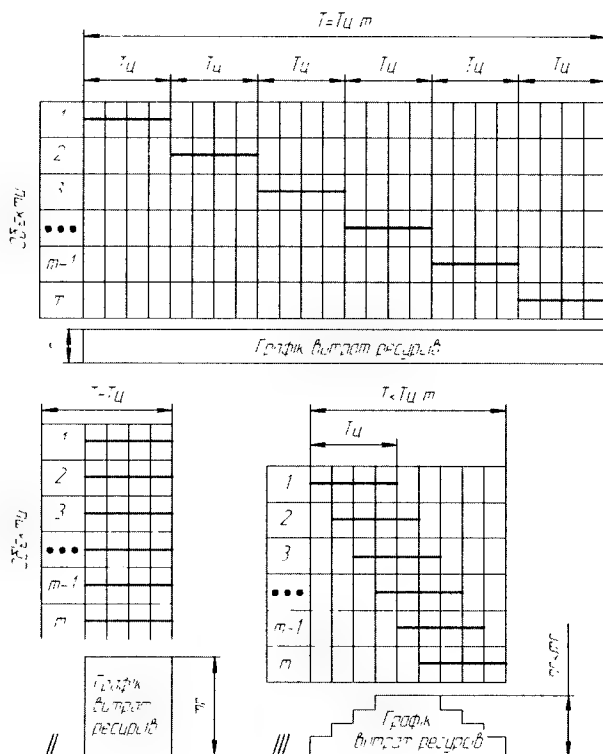 T=Tц m
Tц Tц Tц Tц Tц Tц
1
2
3
•••
m-1
m
Графік витрат ресурсів
T=Tц
1
2
3
•••
m-1
m
Графік
витрат
ресурсів
//
T<Tц m
Tц
1
2
3
•••
m-1
m
Графік
витрат ресурсів
///